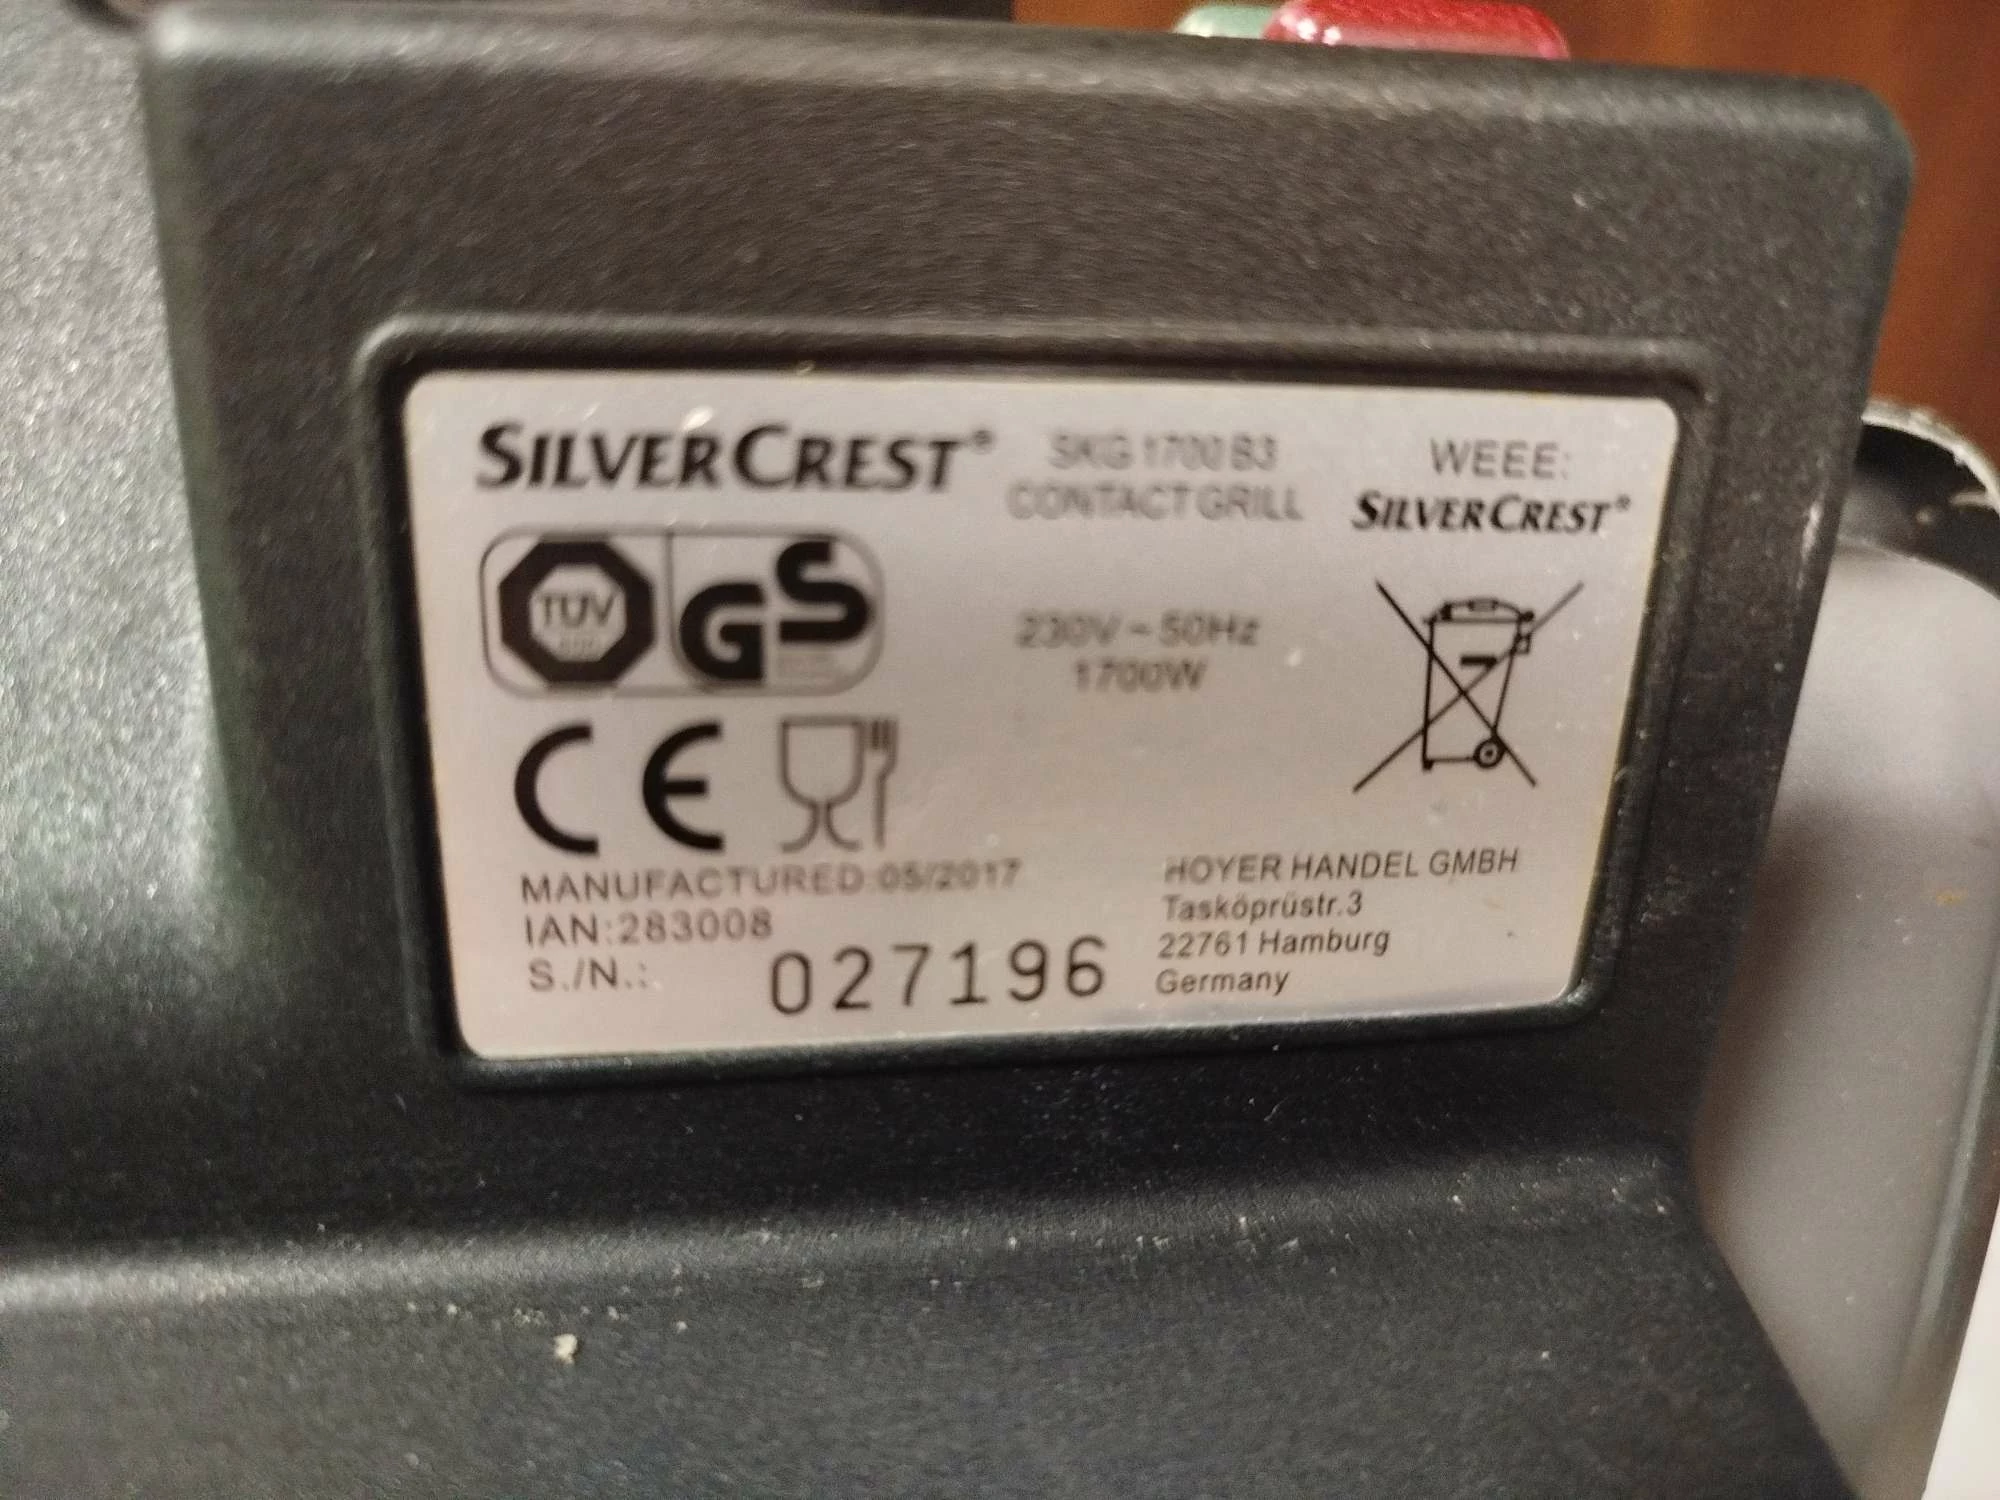 SILVERCREST®
SKG 1700 B3
CONTACT GRILL
WEEE:
SILVERCREST®
TÜV
GS
230V ~ 50Hz
1700W
CE
MANUFACTURED:05/2017
IAN:283008
S./N.: 027196
HOYER HANDEL GMBH
Tasköprüstr.3
22761 Hamburg
Germany